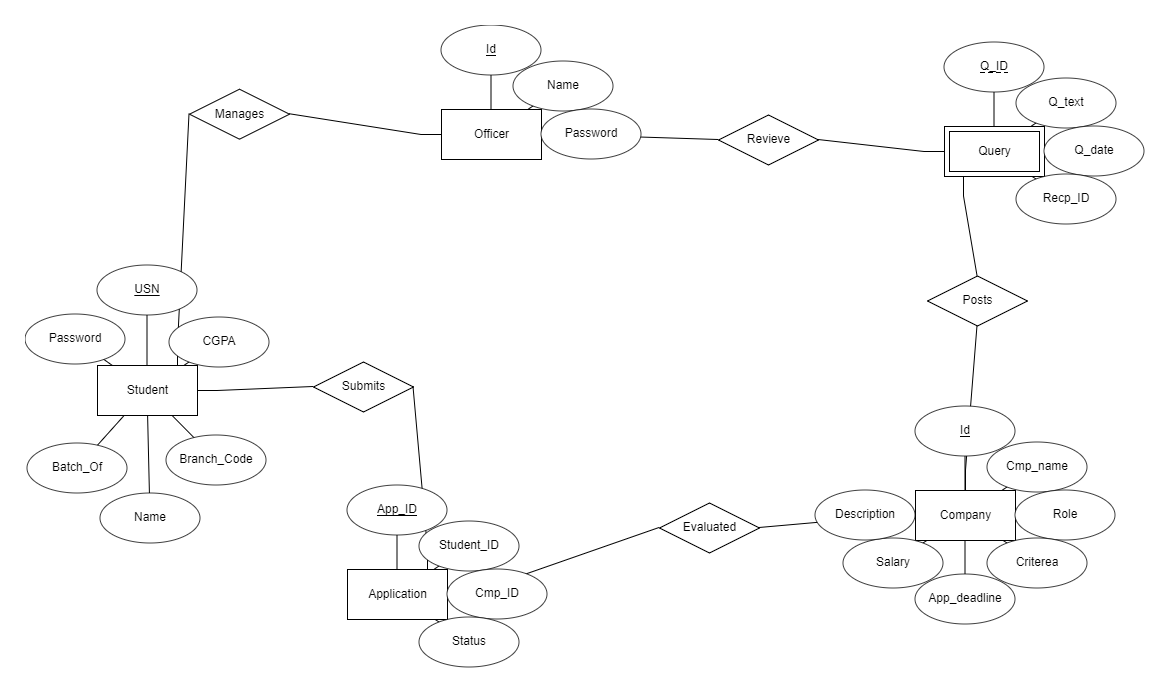 Id
Name
Password
Officer
Manages
Revieve
Q_ID
Q_text
Q_date
Recp_ID
Query
Posts
USN
Password
CGPA
Student
Batch_Of
Branch_Code
Name
Submits
App_ID
Student_ID
Cmp_ID
Status
Application
Evaluated
Id
Cmp_name
Role
Criterea
App_deadline
Salary
Description
Company